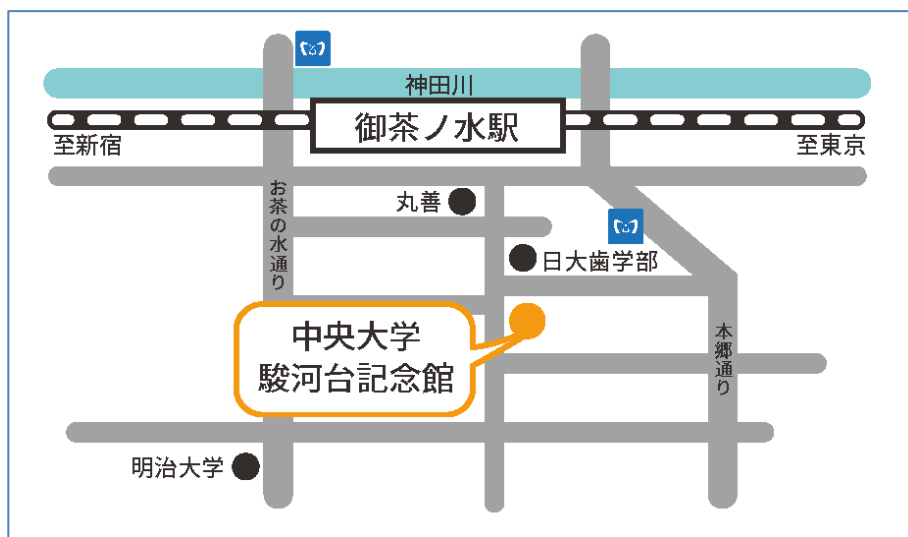 神田川
御茶ノ水駅
至新宿
至東京
お茶の水通り
丸善
日大歯学部
中央大学
駿河台記念館
本郷通り
明治大学